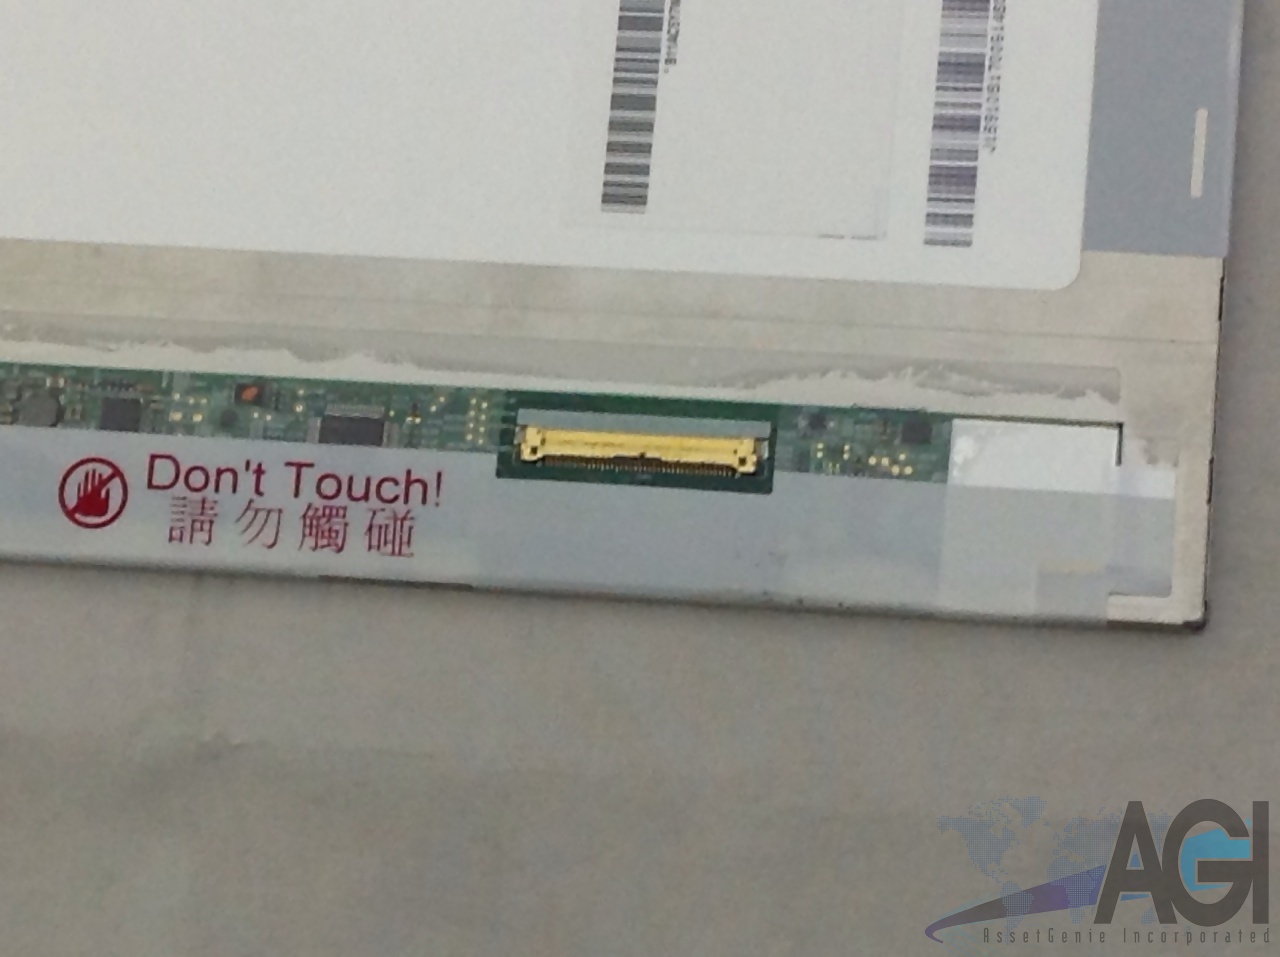 Don't Touch!
請勿觸碰
AGI
AssetGenie Incorporated